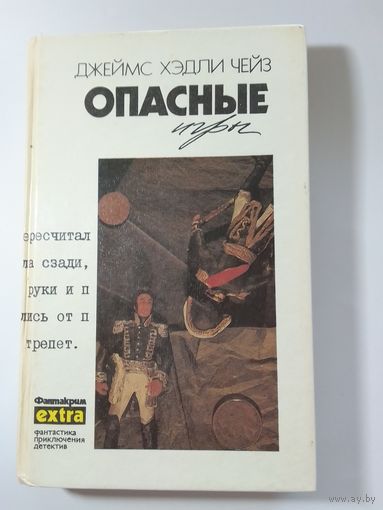 ДЖЕЙМС ХЭДЛИ ЧЕЙЗ
ОПАСНЫЕ
игры
ересчитал
ла сзади,
руки и п
лись от п
трепет.
Фантакрим
extra
фантастика
приключения
детектив
www.ay.by